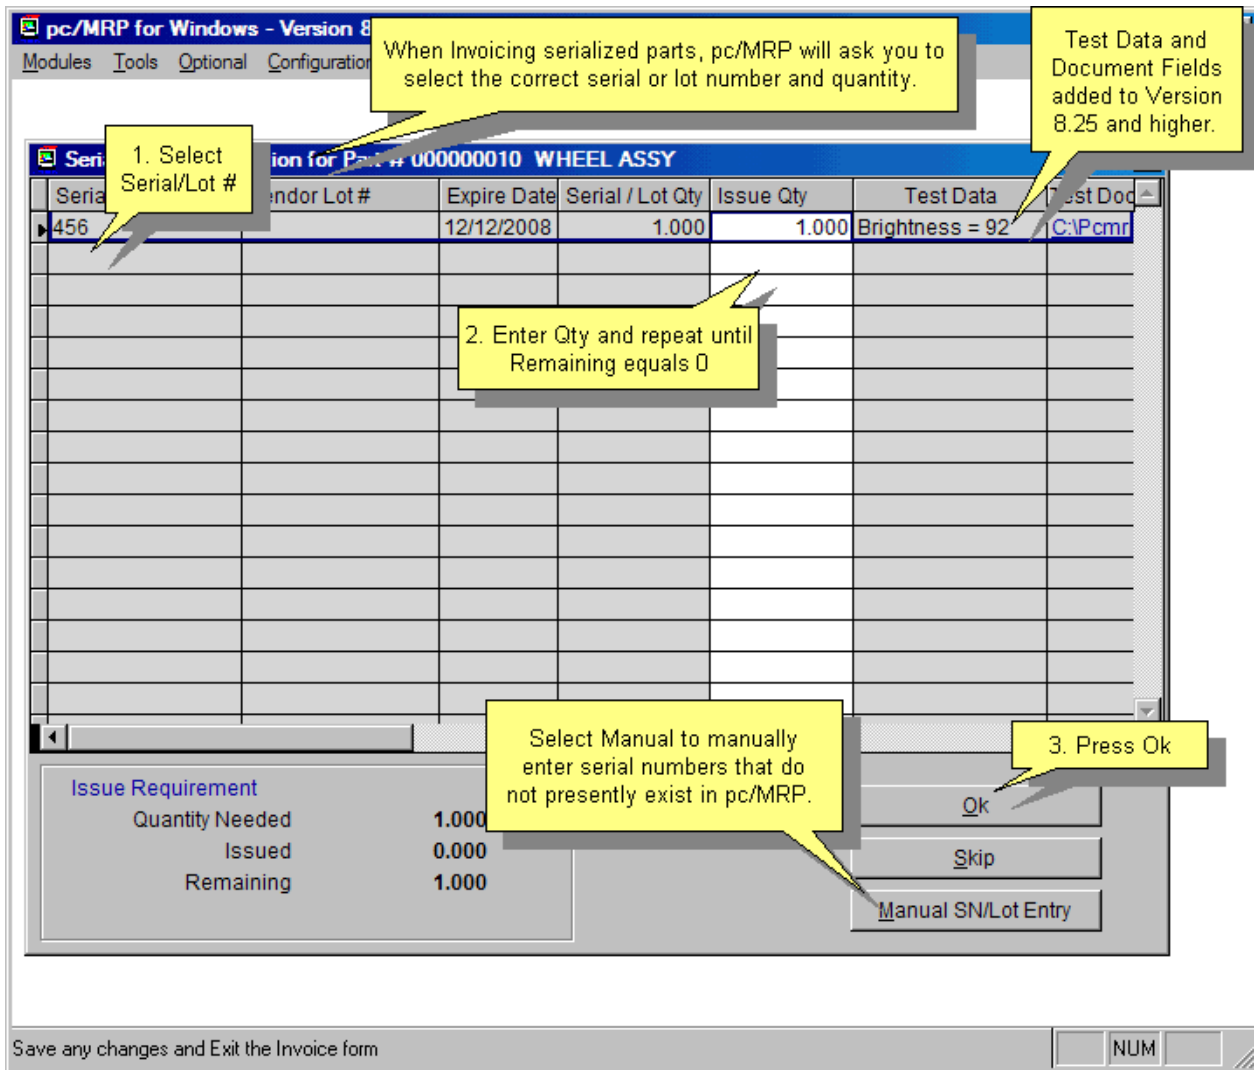 pc/MRP for Windows - Version 8
Modules Tools Optional Configuration
When Invoicing serialized parts, pc/MRP will ask you to
select the correct serial or lot number and quantity.
Test Data and
Document Fields
added to Version
8.25 and higher.
1. Select
Serial/Lot #
Seri ion for Part # 000000010 WHEEL ASSY
Seria endor Lot # Expire Date Serial / Lot Qty Issue Qty Test Data Test Doc
456 12/12/2008 1.000 1.000 Brightness = 92 C:\Pcmr
2. Enter Qty and repeat until
Remaining equals 0
Select Manual to manually
enter serial numbers that do
not presently exist in pc/MRP.
3. Press Ok
Issue Requirement
Quantity Needed 1.000
Issued 0.000
Remaining 1.000
Ok
Skip
Manual SN/Lot Entry
Save any changes and Exit the Invoice form NUM